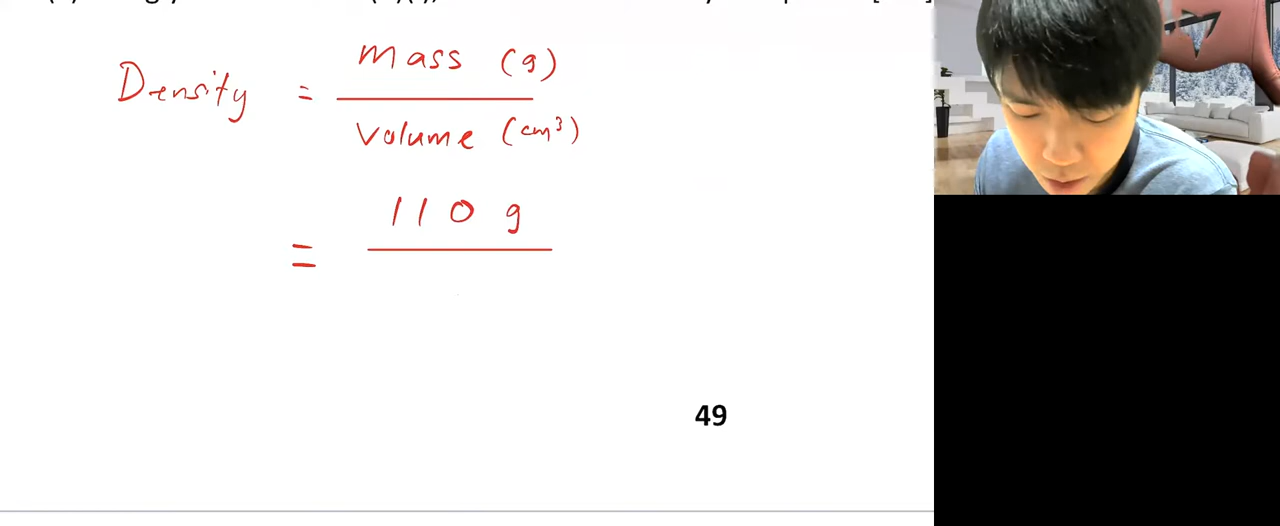 Density = mass (g)
volume (cm³)
= 110 g
49